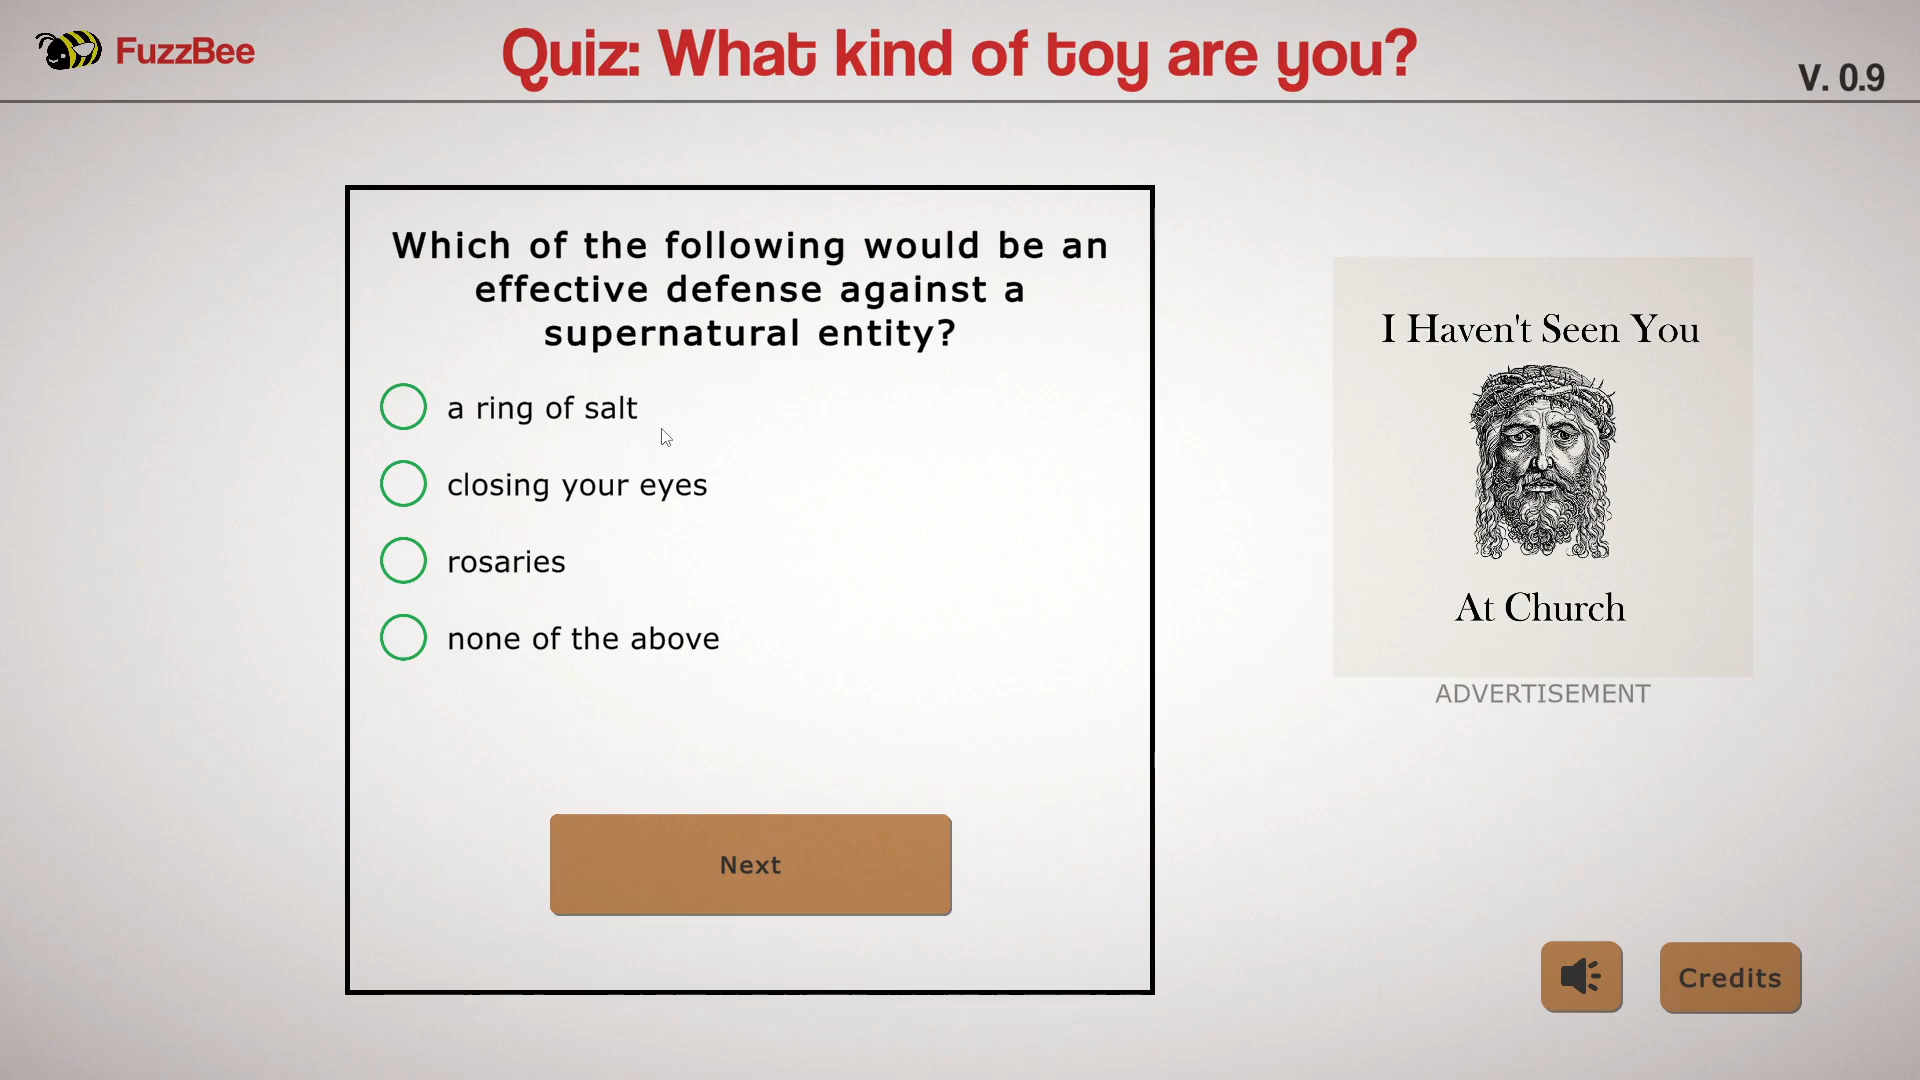 FuzzBee
Quiz: What kind of toy are you?
V. 0.9
Which of the following would be an
effective defense against a
supernatural entity?
a ring of salt
closing your eyes
rosaries
none of the above
Next
I Haven't Seen You
At Church
ADVERTISEMENT
Credits